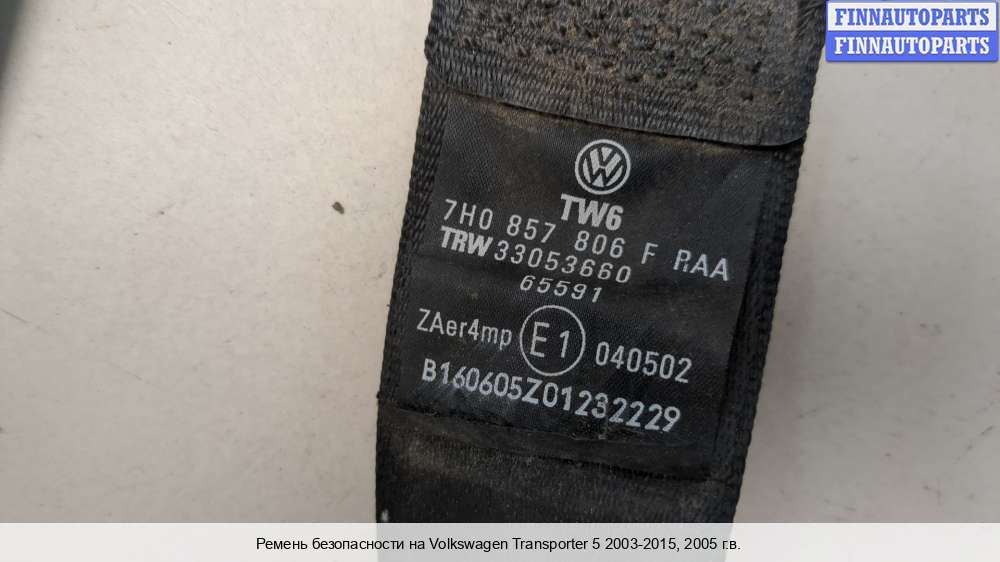 FINNAUTOPARTS
FINNAUTOPARTS
TW6
7H0 857 806 F RAA
TRW 33053660
65591
ZAer4mp E1 040502
B160605Z01232229
Ремень безопасности на Volkswagen Transporter 5 2003-2015, 2005 г.в.